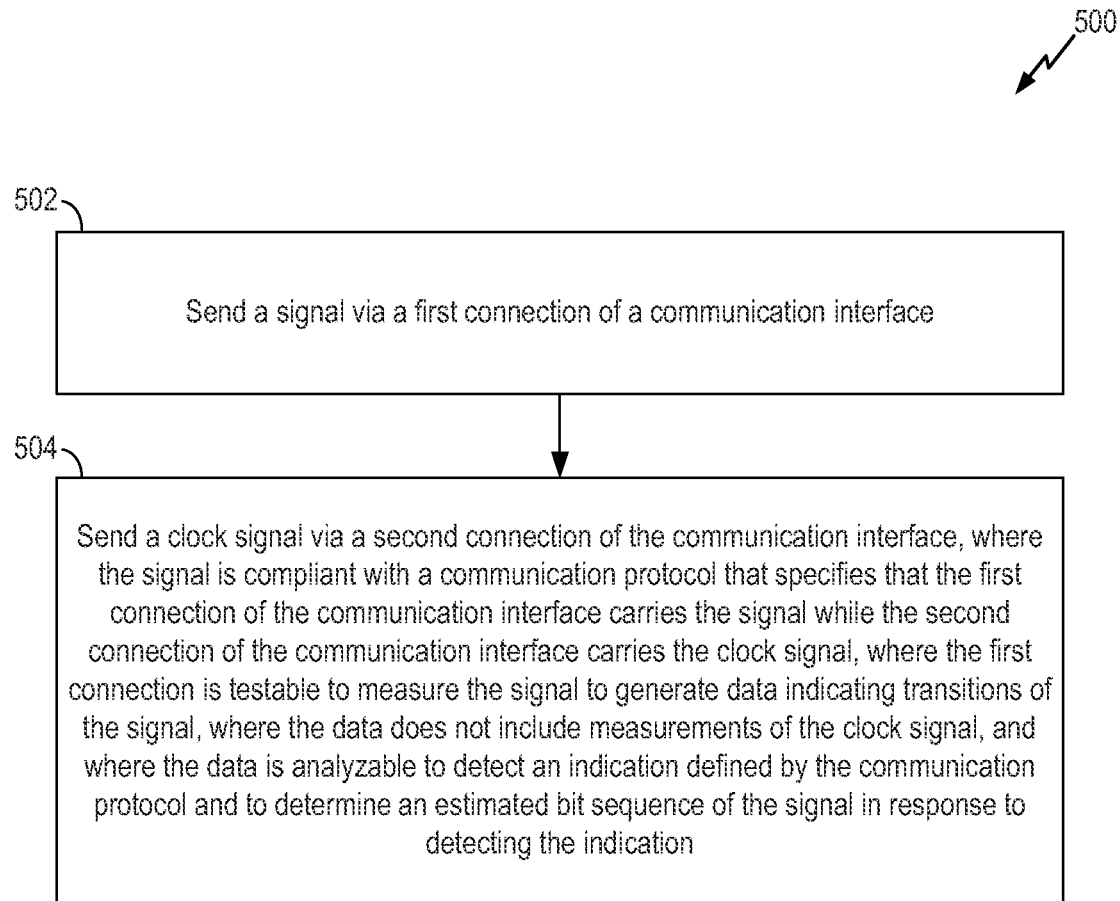 500
502
Send a signal via a first connection of a communication interface
504
Send a clock signal via a second connection of the communication interface, where
the signal is compliant with a communication protocol that specifies that the first
connection of the communication interface carries the signal while the second
connection of the communication interface carries the clock signal, where the first
connection is testable to measure the signal to generate data indicating transitions of
the signal, where the data does not include measurements of the clock signal, and
where the data is analyzable to detect an indication defined by the communication
protocol and to determine an estimated bit sequence of the signal in response to
detecting the indication